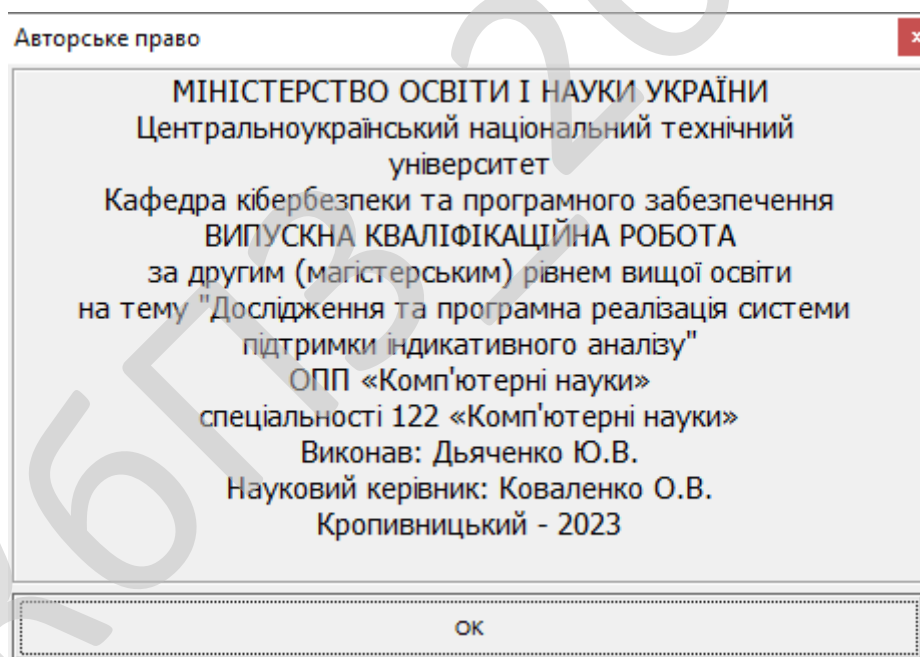 Авторське право
x
МІНІСТЕРСТВО ОСВІТИ І НАУКИ УКРАЇНИ
Центральноукраїнський національний технічний
університет
Кафедра кібербезпеки та програмного забезпечення
ВИПУСКНА КВАЛІФІКАЦІЙНА РОБОТА
за другим (магістерським) рівнем вищої освіти
на тему "Дослідження та програмна реалізація системи
підтримки індикативного аналізу"
ОПП «Комп'ютерні науки»
спеціальності 122 «Комп'ютерні науки»
Виконав: Дьяченко Ю.В.
Науковий керівник: Коваленко О.В.
Кропивницький - 2023
ОК